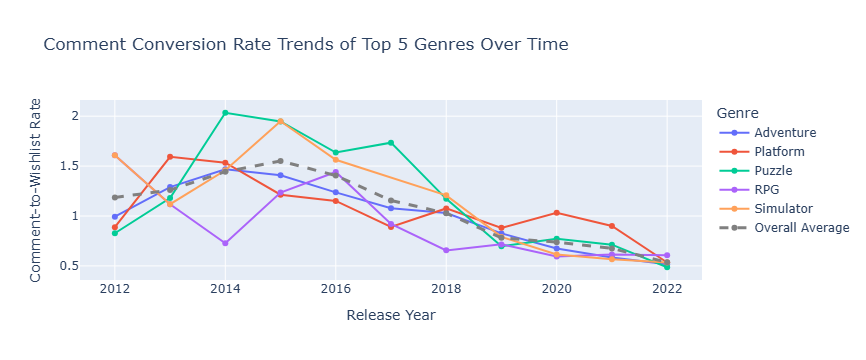 Comment Conversion Rate Trends of Top 5 Genres Over Time
Comment-to-Wishlist Rate
2
1.5
1
0.5
2012
2014
2016
2018
2020
2022
Release Year
Genre
Adventure
Platform
Puzzle
RPG
Simulator
Overall Average